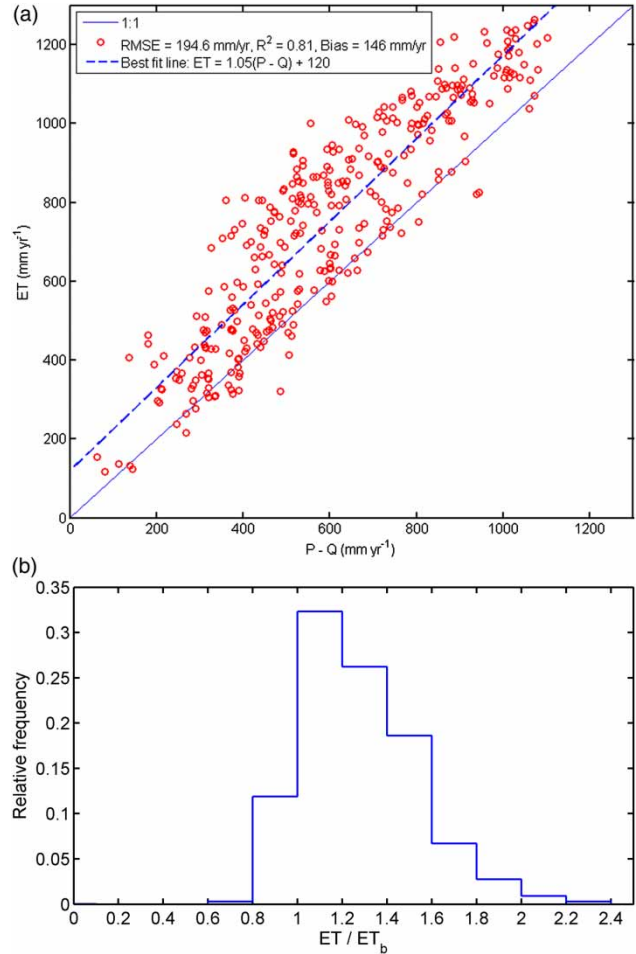 (a)
1:1
RMSE = 194.6 mm/yr, R² = 0.81, Bias = 146 mm/yr
Best fit line: ET = 1.05(P - Q) + 120
1200
1000
800
600
400
200
0
ET (mm yr⁻¹)
0 200 400 600 800 1000 1200
P - Q (mm yr⁻¹)
(b)
0.35
0.3
0.25
0.2
0.15
0.1
0.05
0
Relative frequency
0 0.2 0.4 0.6 0.8 1 1.2 1.4 1.6 1.8 2 2.2 2.4
ET / ET_b